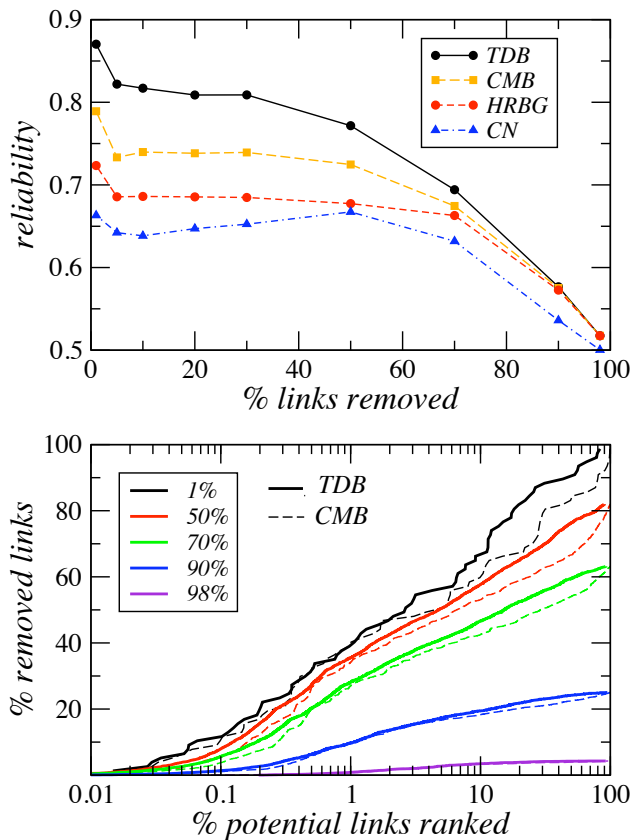 0.9
TDB
CMB
0.8
HRBG
CN
reliability
0.7
0.6
0.5
0 20 40 60 80 100
% links removed
100
1% TDB
50% CMB
80
70%
90%
60
98%
% removed links
40
20
0.01 0.1 1 10 100
% potential links ranked